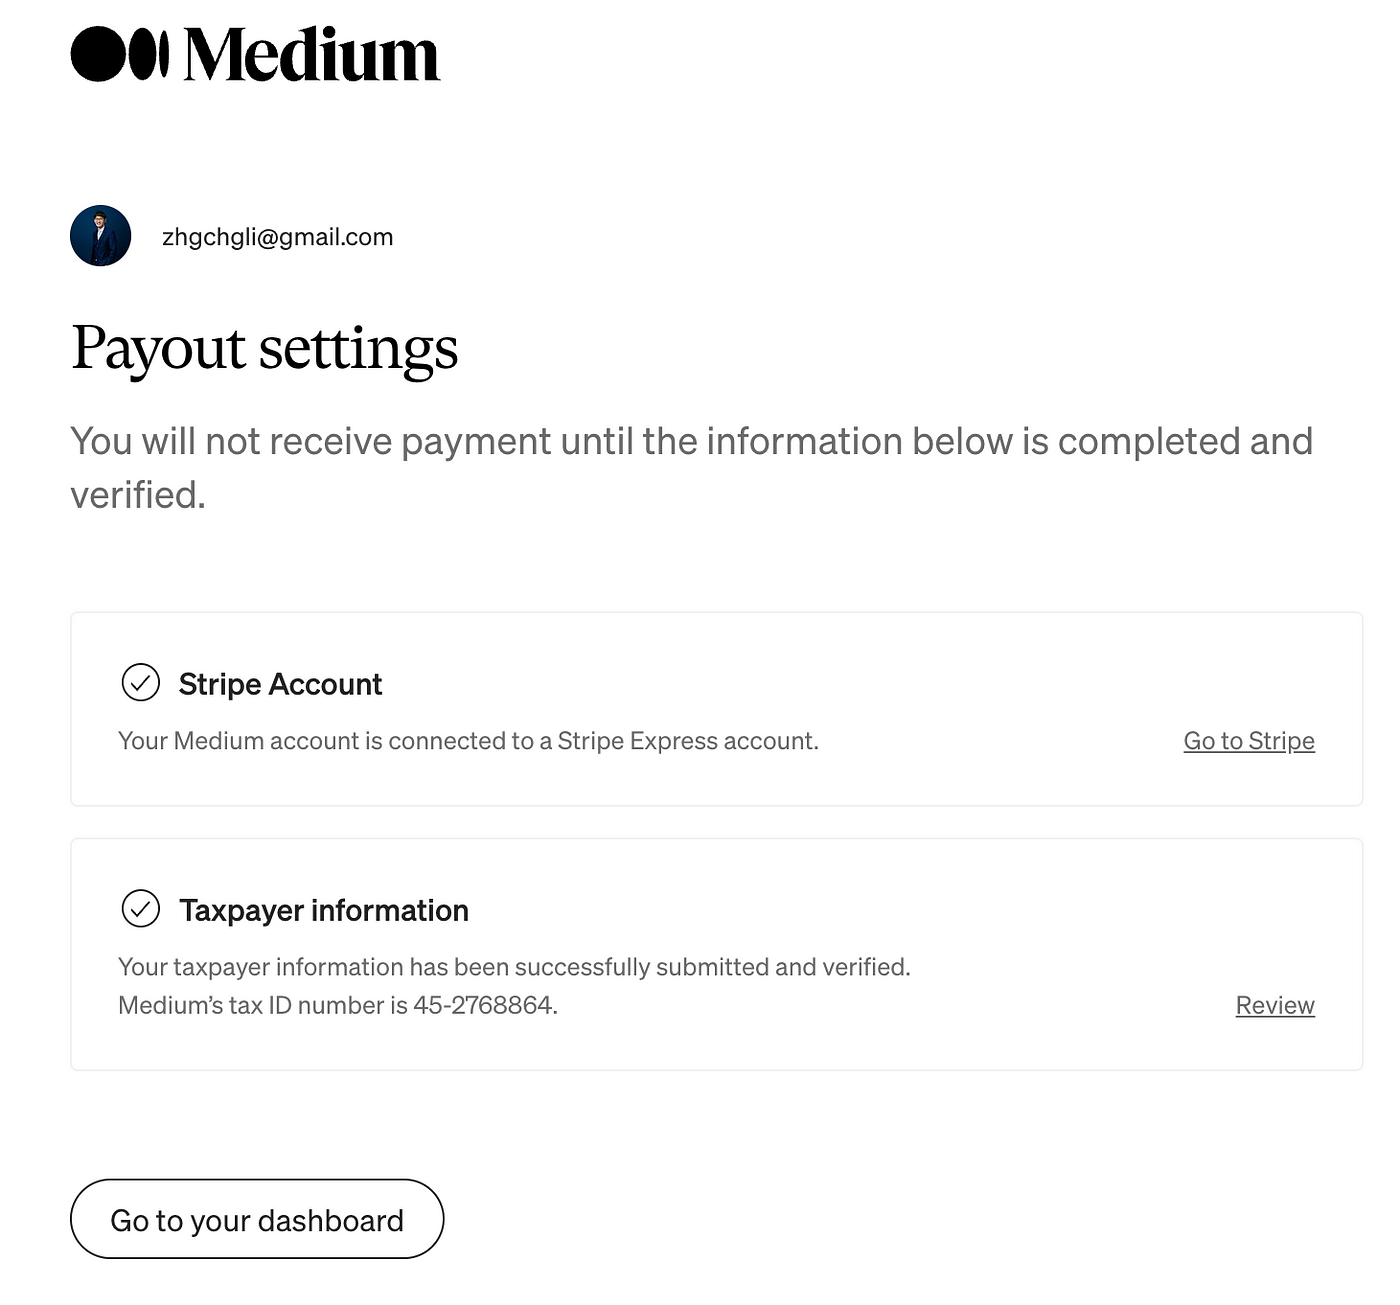 Medium
zhgchgli@gmail.com
Payout settings
You will not receive payment until the information below is completed and
verified.
Stripe Account
Your Medium account is connected to a Stripe Express account.
Go to Stripe
Taxpayer information
Your taxpayer information has been successfully submitted and verified.
Medium’s tax ID number is 45-2768864.
Review
Go to your dashboard